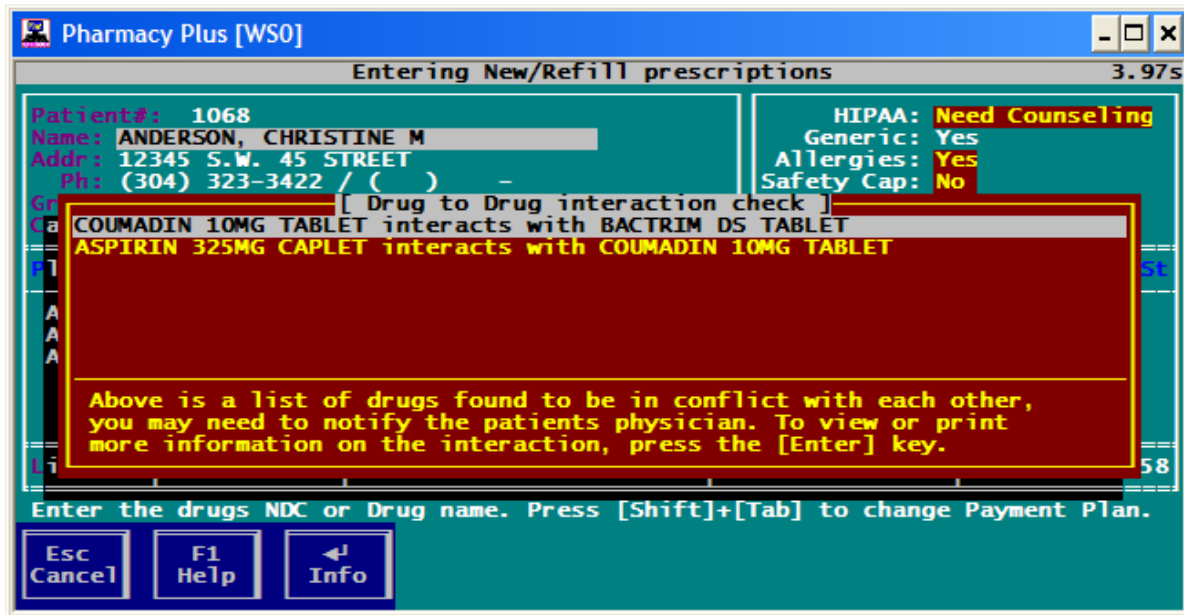 Pharmacy Plus [WS0]
Entering New/Refill prescriptions 3.97s
Patient#: 1068
Name: ANDERSON, CHRISTINE M
Addr: 12345 S.W. 45 STREET
Ph: (304) 323-3422 / (   )    -
HIPAA: Need Counseling
Generic: Yes
Allergies: Yes
Safety Cap: No
[ Drug to Drug interaction check ]
COUMADIN 10MG TABLET interacts with BACTRIM DS TABLET
ASPIRIN 325MG CAPLET interacts with COUMADIN 10MG TABLET
St
Above is a list of drugs found to be in conflict with each other,
you may need to notify the patients physician. To view or print
more information on the interaction, press the [Enter] key.
58
Enter the drugs NDC or Drug name. Press [Shift]+[Tab] to change Payment Plan.
Esc
Cancel
F1
Help
Info